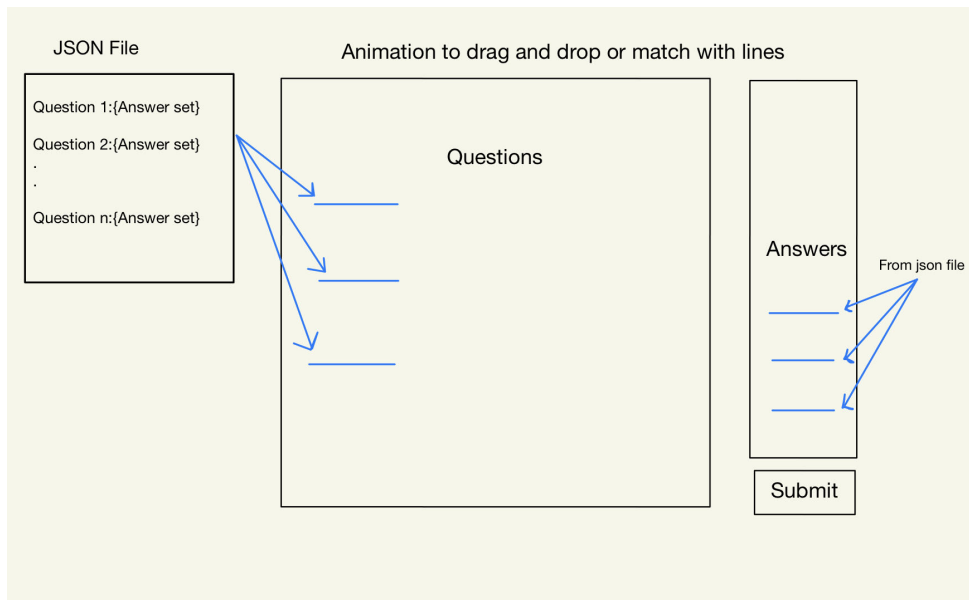 JSON File
Animation to drag and drop or match with lines
Question 1:{Answer set}
Question 2:{Answer set}
.
.
Question n:{Answer set}
Questions
Answers
From json file
Submit